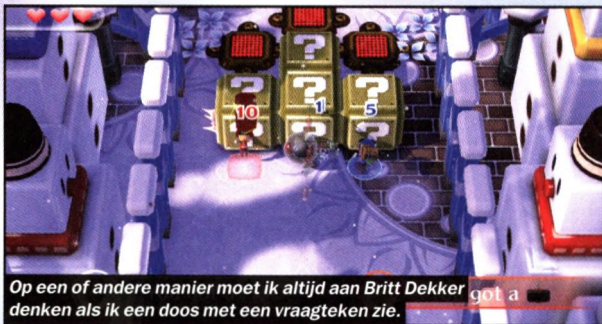 ?
? ? ?
10 1 5
? ? ?
Op een of andere manier moet ik altijd aan Britt Dekker got a
denken als ik een doos met een vraagteken zie.